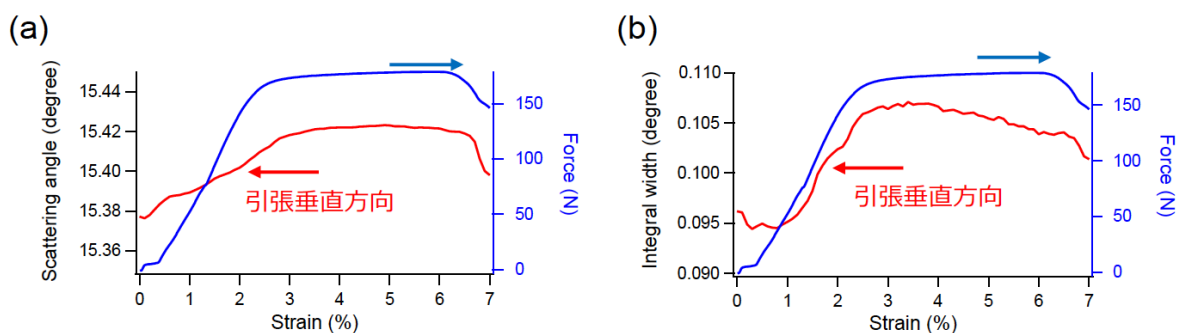 (a)
Scattering angle (degree)
15.44
15.42
15.40
15.38
15.36
引張垂直方向
150
100
50
0
Force (N)
0 1 2 3 4 5 6 7
Strain (%)
(b)
Integral width (degree)
0.110
0.105
0.100
0.095
0.090
引張垂直方向
150
100
50
0
Force (N)
0 1 2 3 4 5 6 7
Strain (%)